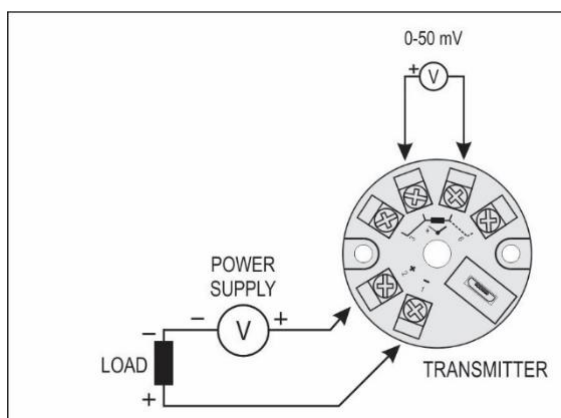 0-50 mV
+
V
POWER
SUPPLY
−
V
+
−
LOAD
+
TRANSMITTER